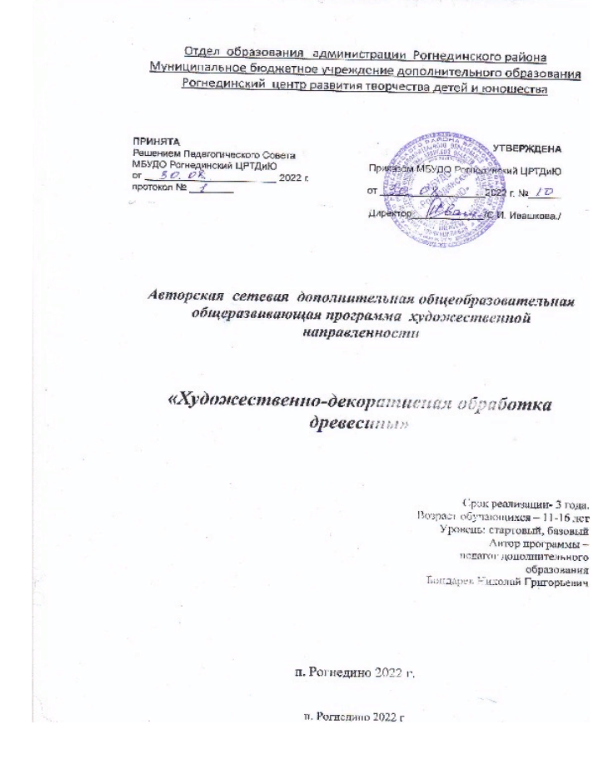 Отдел образования администрации Рогнединского района
Муниципальное бюджетное учреждение дополнительного образования
Рогнединский центр развития творчества детей и юношества
ПРИНЯТА
Решением Педагогического Совета
МБУДО Рогнединский ЦРТДиЮ
от 30.08. 2022 г.
протокол № 1
УТВЕРЖДЕНА
Приказом МБУДО Рогнединский ЦРТДиЮ
от 30.08. 2022 г. № 10
Директор /С.И. Ивашкова./
Авторская сетевая дополнительная общеобразовательная
общеразвивающая программа художественной
направленности
«Художественно-декоративная обработка
древесины»
Срок реализации- 3 года.
Возраст обучающихся – 11-16 лет
Уровень: стартовый, базовый
Автор программы –
педагог дополнительного
образования
Бондарев Николай Григорьевич
п. Рогнедино 2022 г.
п. Рогнедино 2022 г